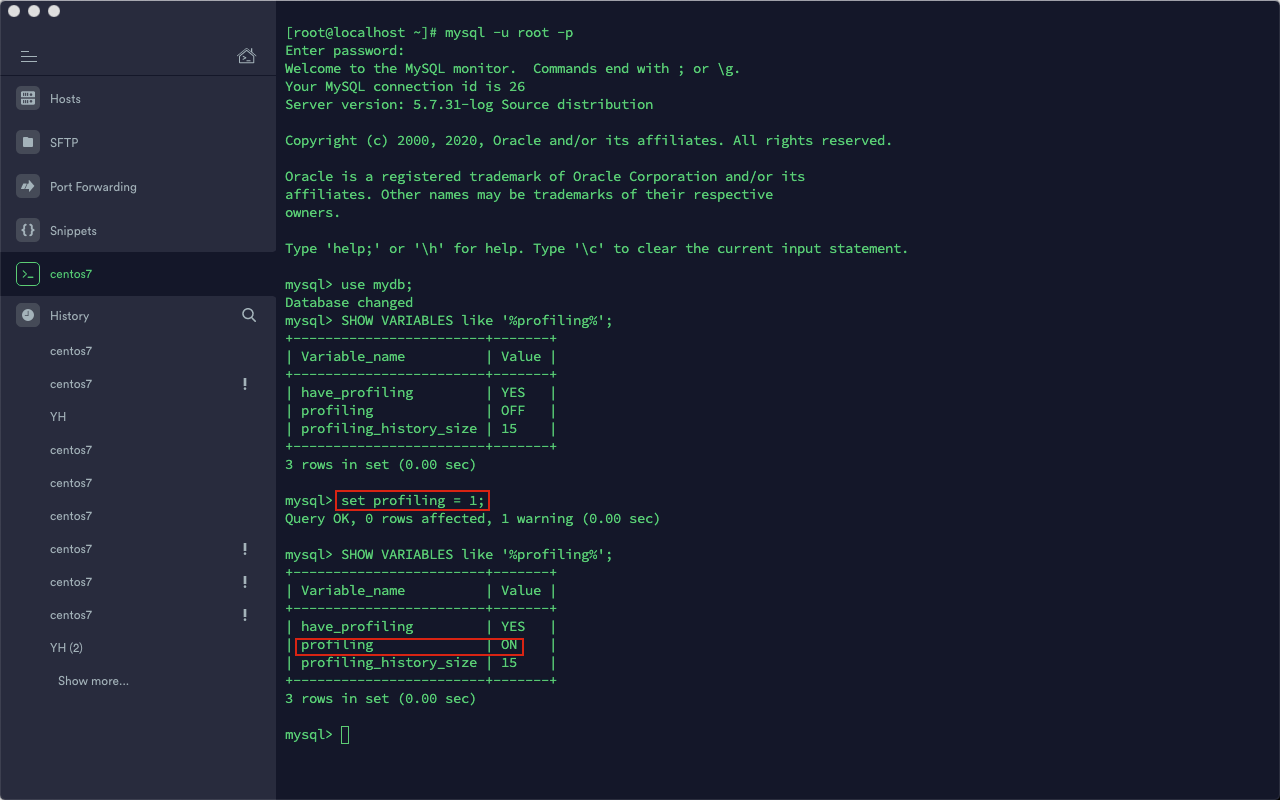 Hosts
SFTP
Port Forwarding
Snippets
centos7
History
centos7
centos7 !
YH
centos7
centos7
centos7
centos7 !
centos7 !
centos7 !
YH (2)
Show more...
[root@localhost ~]# mysql -u root -p
Enter password:
Welcome to the MySQL monitor.  Commands end with ; or \g.
Your MySQL connection id is 26
Server version: 5.7.31-log Source distribution

Copyright (c) 2000, 2020, Oracle and/or its affiliates. All rights reserved.

Oracle is a registered trademark of Oracle Corporation and/or its
affiliates. Other names may be trademarks of their respective
owners.

Type 'help;' or '\h' for help. Type '\c' to clear the current input statement.

mysql> use mydb;
Database changed
mysql> SHOW VARIABLES like '%profiling%';
+------------------------+-------+
| Variable_name          | Value |
+------------------------+-------+
| have_profiling         | YES   |
| profiling              | OFF   |
| profiling_history_size | 15    |
+------------------------+-------+
3 rows in set (0.00 sec)

mysql> set profiling = 1;
Query OK, 0 rows affected, 1 warning (0.00 sec)

mysql> SHOW VARIABLES like '%profiling%';
+------------------------+-------+
| Variable_name          | Value |
+------------------------+-------+
| have_profiling         | YES   |
| profiling              | ON    |
| profiling_history_size | 15    |
+------------------------+-------+
3 rows in set (0.00 sec)

mysql>